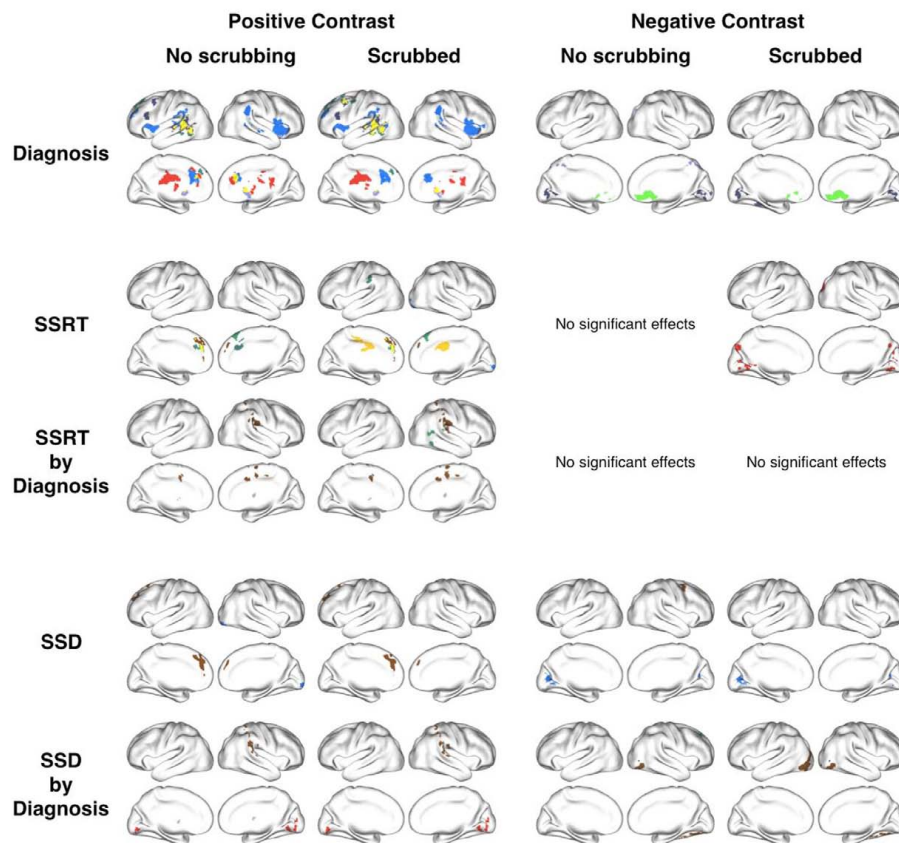 Positive Contrast
Negative Contrast
No scrubbing
Scrubbed
No scrubbing
Scrubbed
Diagnosis
SSRT
No significant effects
SSRT
by
Diagnosis
No significant effects
No significant effects
SSD
SSD
by
Diagnosis